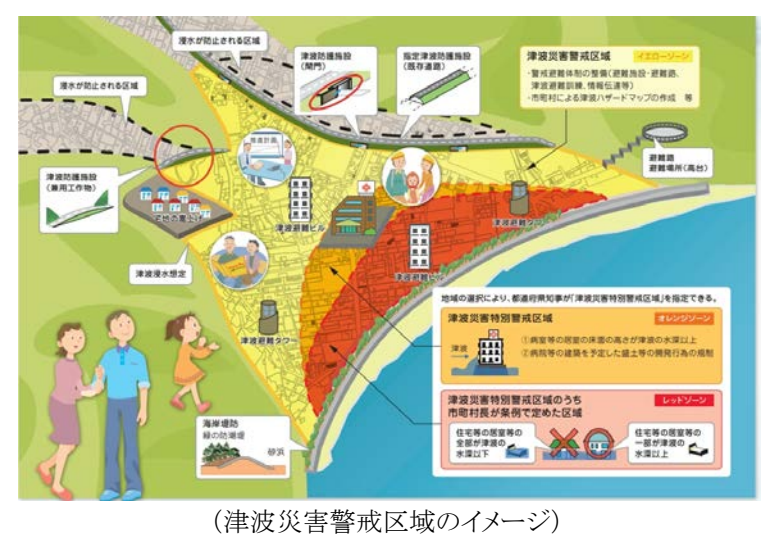 浸水が防止される区域
浸水が防止される区域
津波防護施設
(閘門)
指定津波防護施設
(既存道路)
津波災害警戒区域
イエローゾーン
・警戒避難体制の整備(避難施設・避難路、
津波避難訓練、情報伝達等)
・市町村による津波ハザードマップの作成 等
避難路
避難場所(高台)
推進計画
津波防護施設
(兼用工作物)
宅地の嵩上げ
津波避難ビル
津波避難タワー
津波避難ビル
津波浸水想定
津波避難タワー
地域の選択により、都道府県知事が「津波災害特別警戒区域」を指定できる。
津波災害特別警戒区域
オレンジゾーン
津波
①病室等の居室の床面の高さが津波の水深以上
②病院等の建築を予定した盛土等の開発行為の規制
津波災害特別警戒区域のうち
市町村長が条例で定めた区域
レッドゾーン
住宅等の居室等の
全部が津波の
水深以下
住宅等の居室等の
一部が津波の
水深以上
海岸堤防
緑の防潮堤
砂浜
(津波災害警戒区域のイメージ)